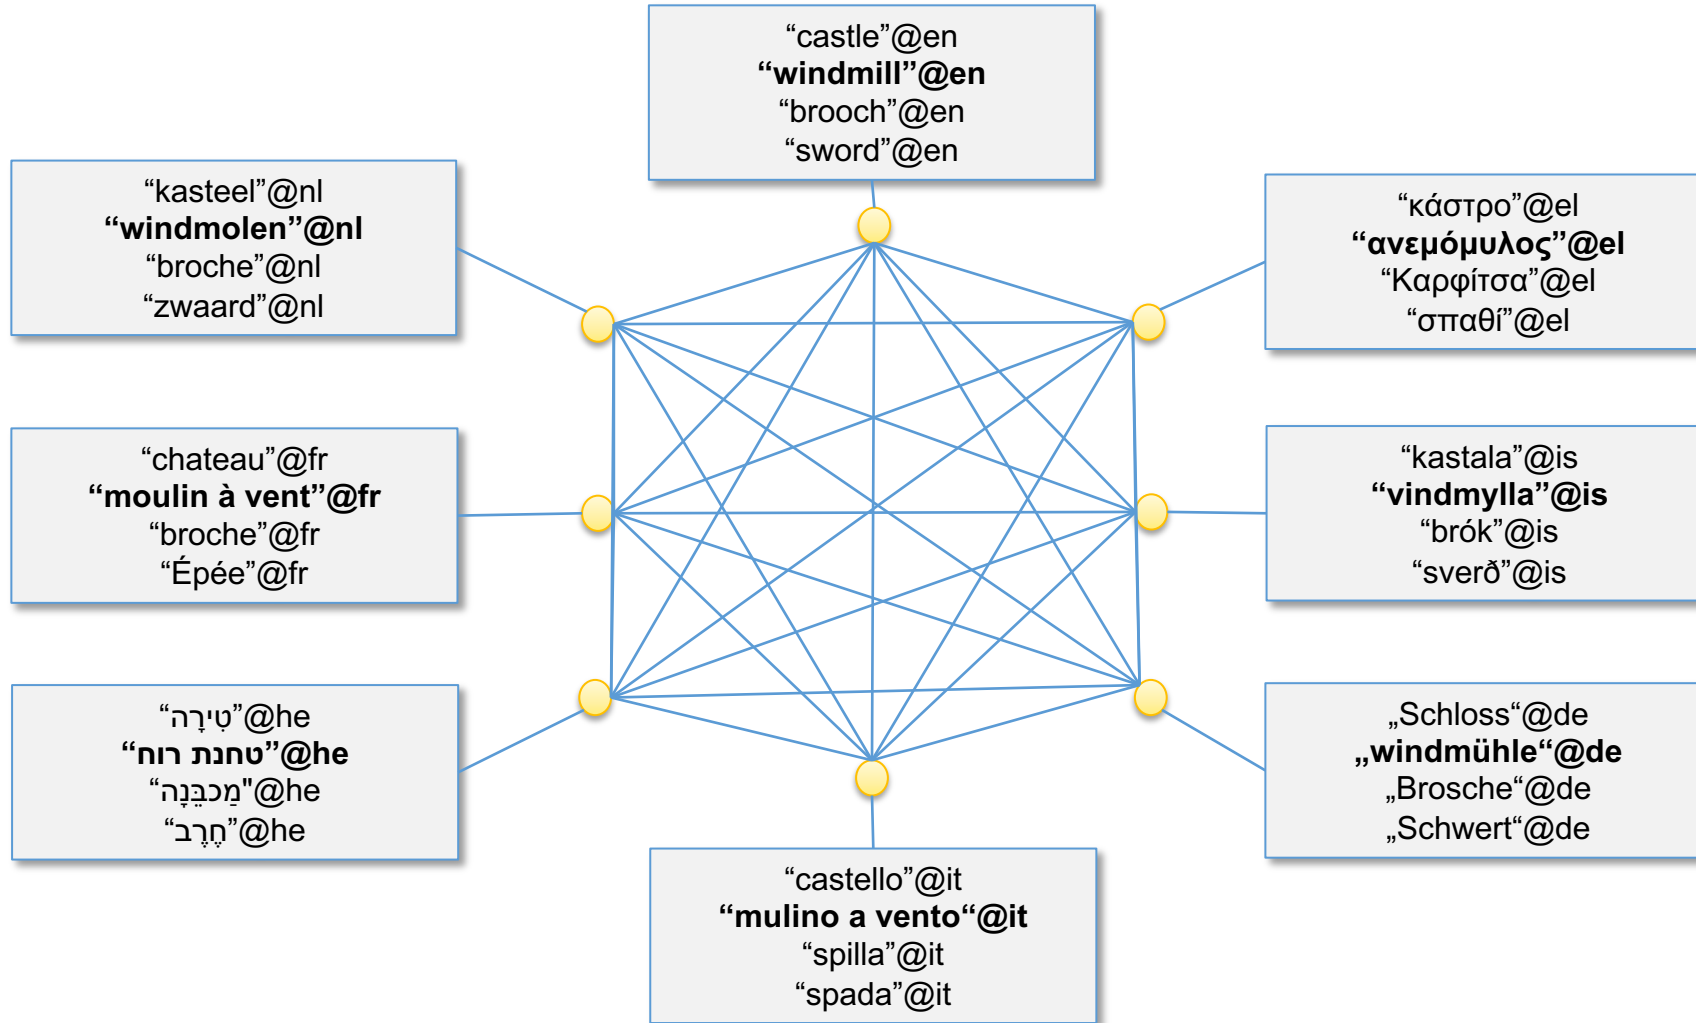 “castle”@en
“windmill”@en
“brooch”@en
“sword”@en
“kasteel”@nl
“windmolen”@nl
“broche”@nl
“zwaard”@nl
“κάστρο”@el
“ανεμόμυλος”@el
“Καρφίτσα”@el
“σπαθί”@el
“chateau”@fr
“moulin à vent”@fr
“broche”@fr
“Épée”@fr
“kastala”@is
“vindmylla”@is
“brók”@is
“sverð”@is
“טִירָה”@he
“טחנת רוח”@he
“מַכבֵּנָה"@he
“חֶרֶב”@he
„Schloss“@de
„windmühle“@de
„Brosche“@de
„Schwert“@de
“castello”@it
“mulino a vento“@it
“spilla”@it
“spada”@it